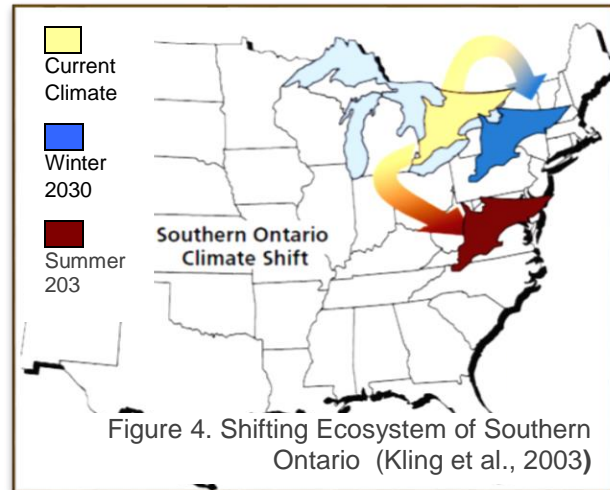 Current
Climate
Winter
2030
Summer
203
Southern Ontario
Climate Shift
Figure 4. Shifting Ecosystem of Southern
Ontario (Kling et al., 2003)